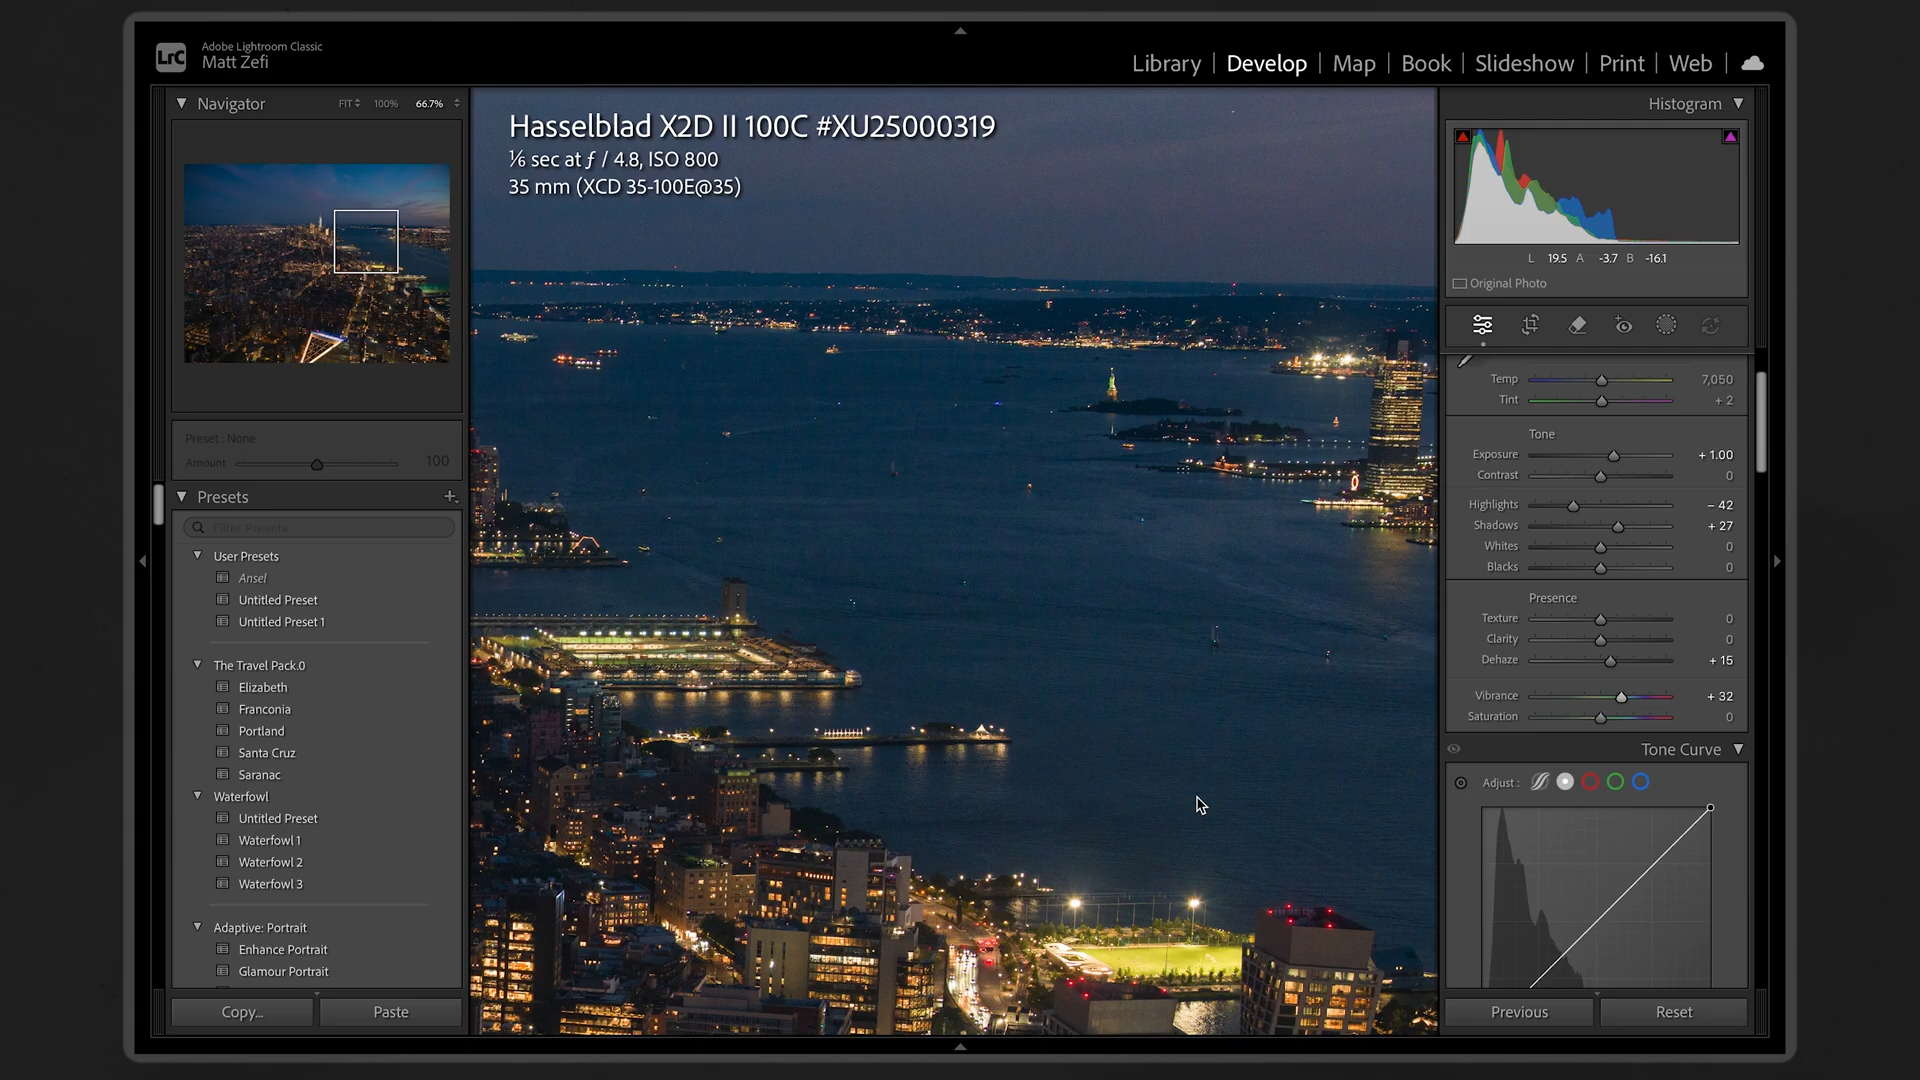 LrC
Adobe Lightroom Classic
Matt Zefi
Library | Develop | Map | Book | Slideshow | Print | Web
Navigator
FIT 100% 66.7%
Preset : None
Amount 100
Presets
Filter Presets
User Presets
Ansel
Untitled Preset
Untitled Preset 1
The Travel Pack.0
Elizabeth
Franconia
Portland
Santa Cruz
Saranac
Waterfowl
Untitled Preset
Waterfowl 1
Waterfowl 2
Waterfowl 3
Adaptive: Portrait
Enhance Portrait
Glamour Portrait
Copy...
Paste
Hasselblad X2D II 100C #XU25000319
⅙ sec at ƒ / 4.8, ISO 800
35 mm (XCD 35-100E@35)
Histogram
L 19.5 A -3.7 B -16.1
Original Photo
Temp 7,050
Tint + 2
Tone
Exposure + 1.00
Contrast 0
Highlights − 42
Shadows + 27
Whites 0
Blacks 0
Presence
Texture 0
Clarity 0
Dehaze + 15
Vibrance + 32
Saturation 0
Tone Curve
Adjust :
Previous
Reset